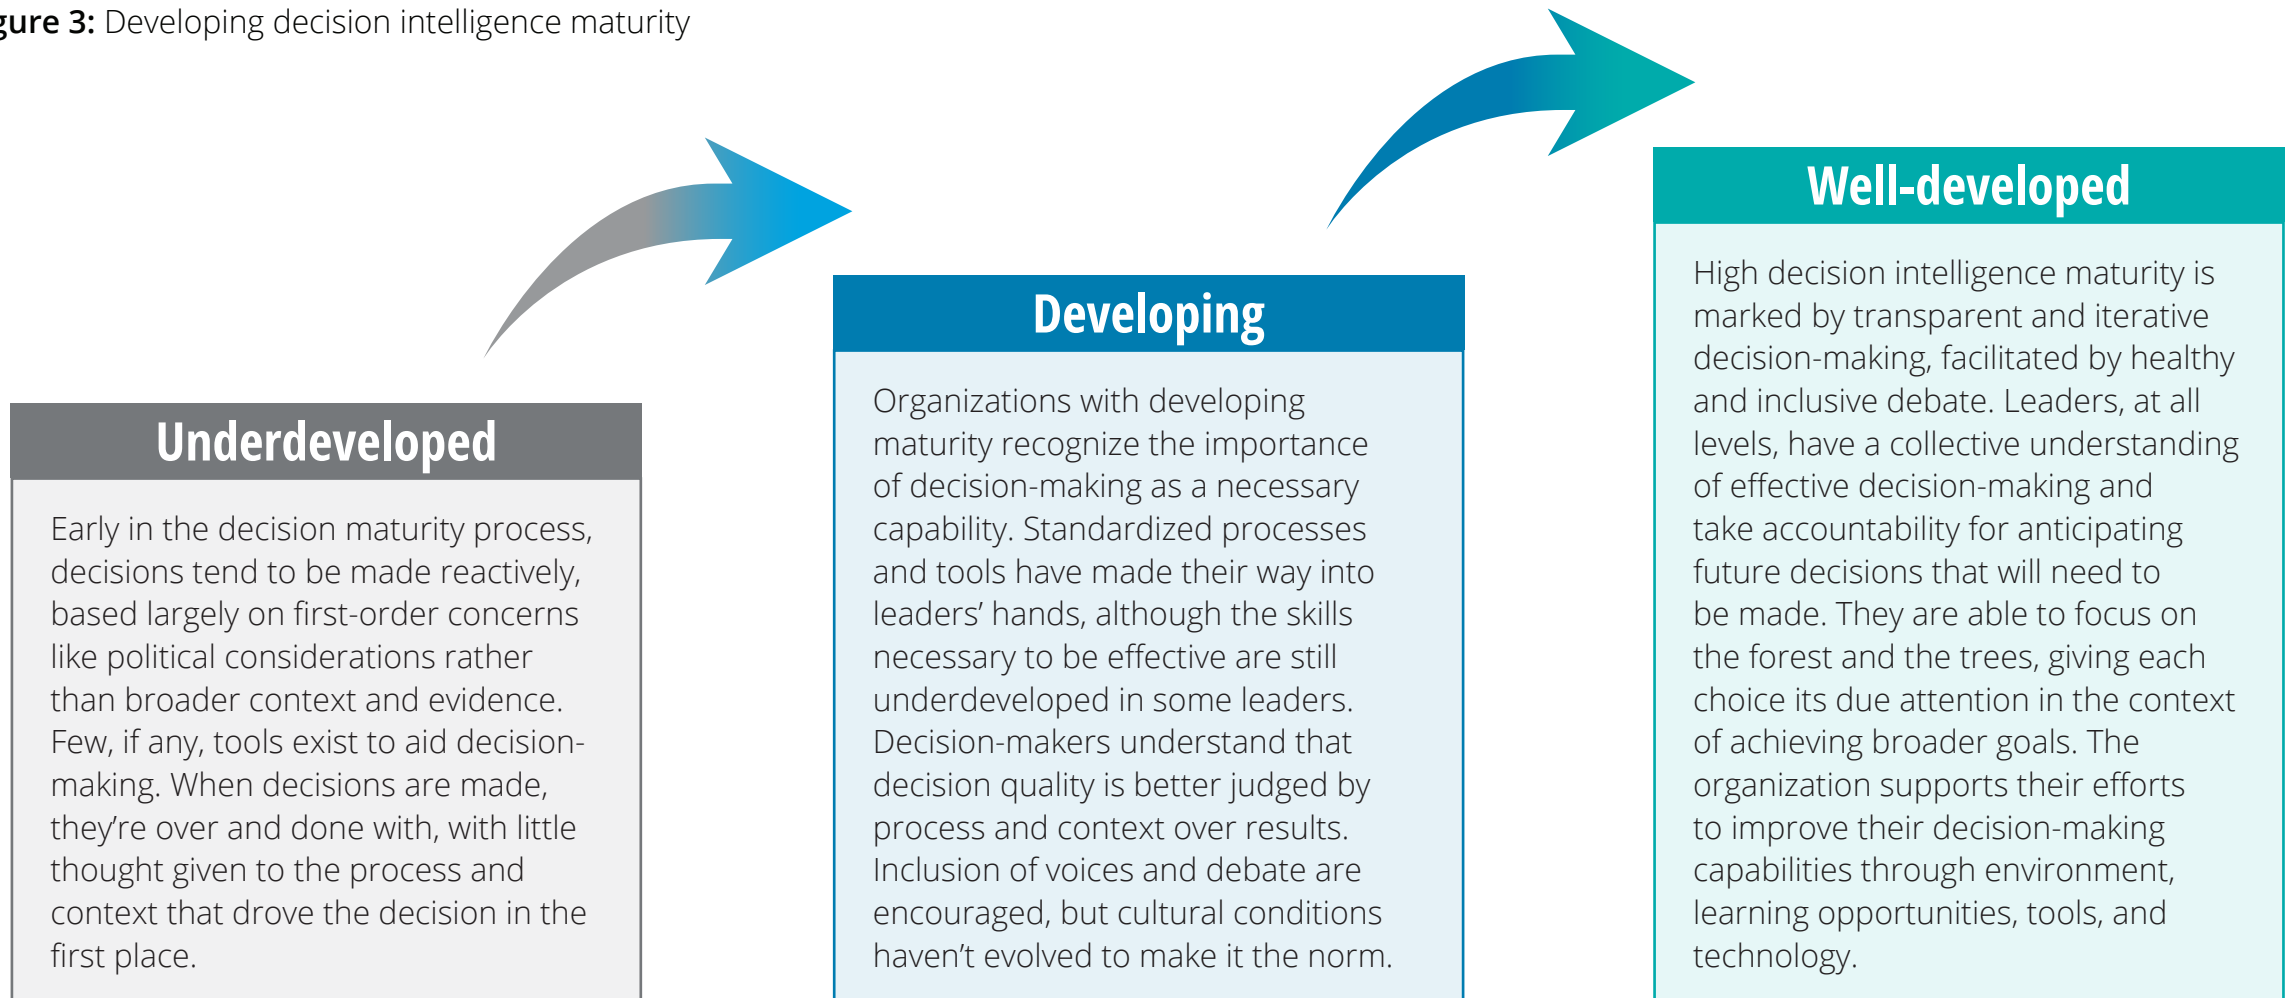 gure 3: Developing decision intelligence maturity
Underdeveloped
Early in the decision maturity process,
decisions tend to be made reactively,
based largely on first-order concerns
like political considerations rather
than broader context and evidence.
Few, if any, tools exist to aid decision-
making. When decisions are made,
they’re over and done with, with little
thought given to the process and
context that drove the decision in the
first place.
Developing
Organizations with developing
maturity recognize the importance
of decision-making as a necessary
capability. Standardized processes
and tools have made their way into
leaders’ hands, although the skills
necessary to be effective are still
underdeveloped in some leaders.
Decision-makers understand that
decision quality is better judged by
process and context over results.
Inclusion of voices and debate are
encouraged, but cultural conditions
haven’t evolved to make it the norm.
Well-developed
High decision intelligence maturity is
marked by transparent and iterative
decision-making, facilitated by healthy
and inclusive debate. Leaders, at all
levels, have a collective understanding
of effective decision-making and
take accountability for anticipating
future decisions that will need to
be made. They are able to focus on
the forest and the trees, giving each
choice its due attention in the context
of achieving broader goals. The
organization supports their efforts
to improve their decision-making
capabilities through environment,
learning opportunities, tools, and
technology.